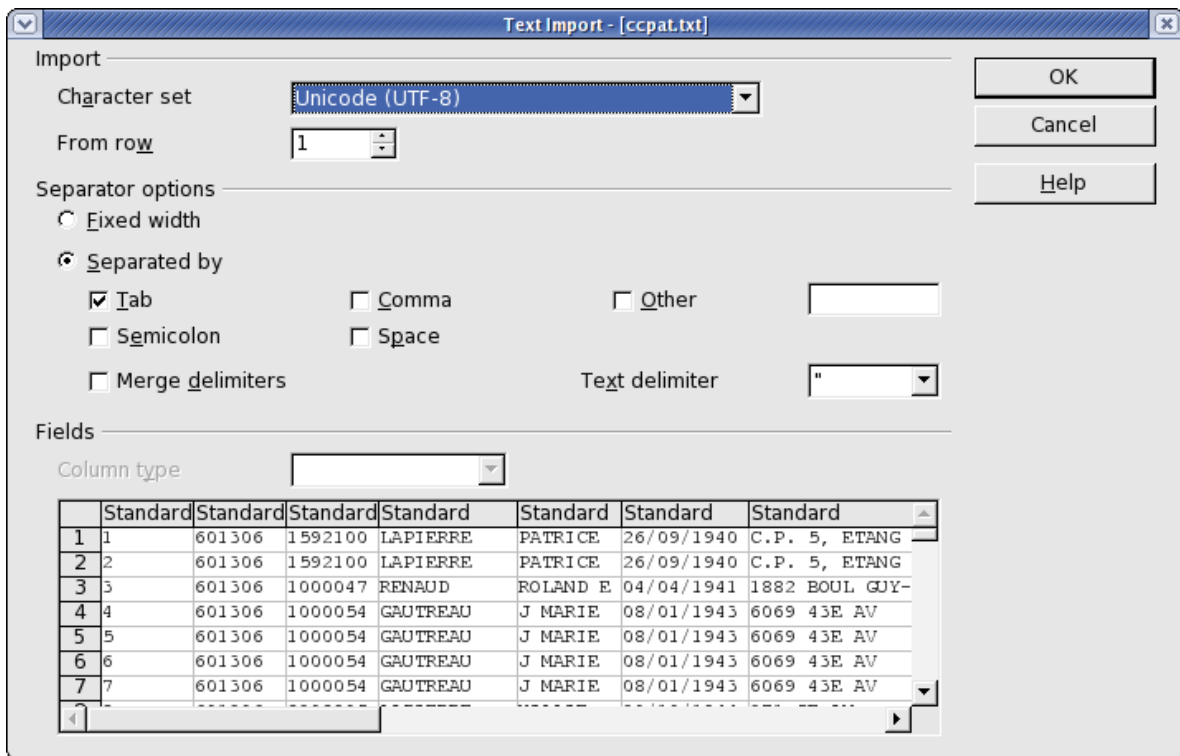 Text Import - [ccpat.txt]
Import
OK
Character set Unicode (UTF-8)
Cancel
From row 1
Help
Separator options
Fixed width
Separated by
Tab Comma Other
Semicolon Space
Merge delimiters Text delimiter "
Fields
Column type
Standard Standard Standard Standard Standard Standard Standard
1 1 601306 1592100 LAPIERRE PATRICE 26/09/1940 C.P. 5, ETANG
2 2 601306 1592100 LAPIERRE PATRICE 26/09/1940 C.P. 5, ETANG
3 3 601306 1000047 RENAUD ROLAND E 04/04/1941 1882 BOUL GUY-
4 4 601306 1000054 GAUTREAU J MARIE 08/01/1943 6069 43E AV
5 5 601306 1000054 GAUTREAU J MARIE 08/01/1943 6069 43E AV
6 6 601306 1000054 GAUTREAU J MARIE 08/01/1943 6069 43E AV
7 7 601306 1000054 GAUTREAU J MARIE 08/01/1943 6069 43E AV